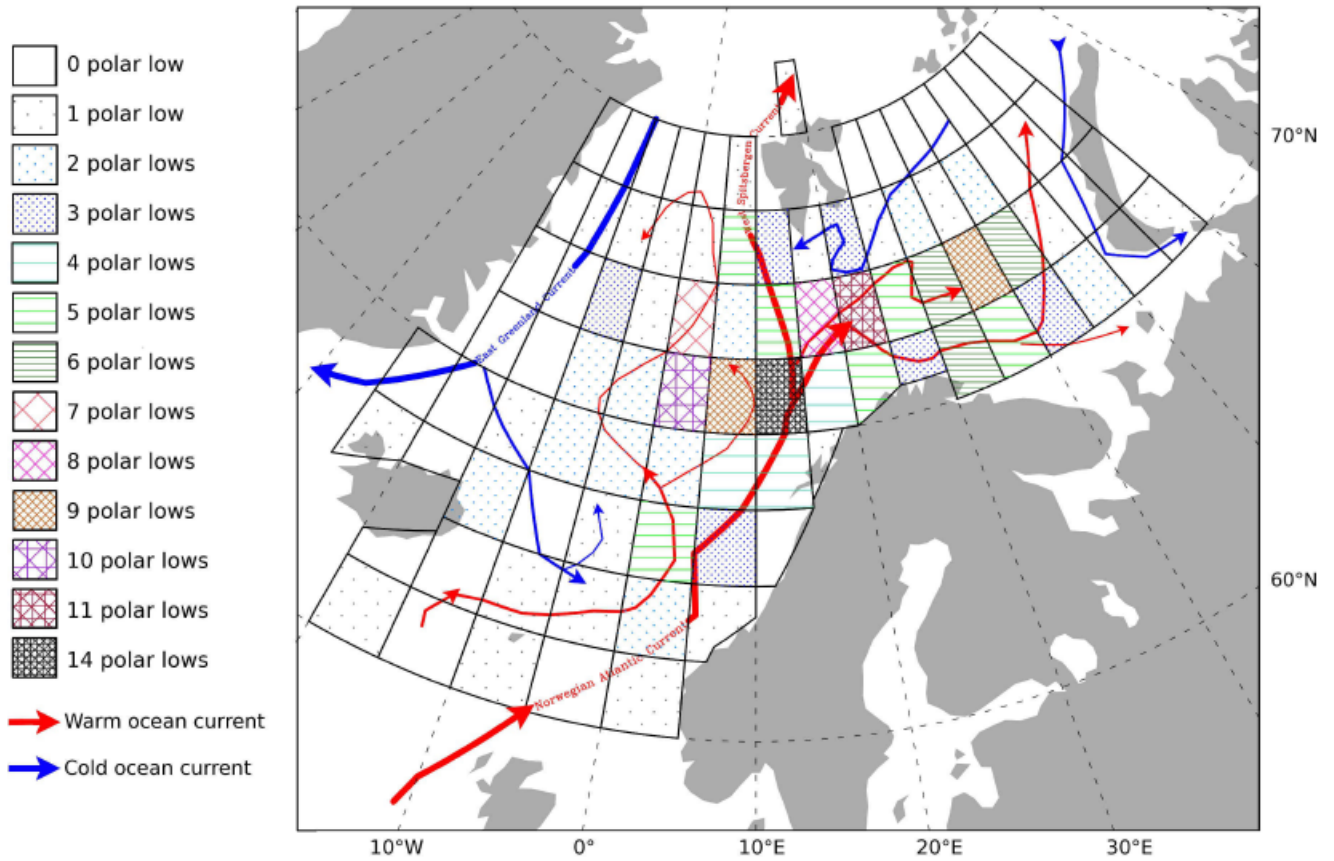 0 polar low
1 polar low
2 polar lows
3 polar lows
4 polar lows
5 polar lows
6 polar lows
7 polar lows
8 polar lows
9 polar lows
10 polar lows
11 polar lows
14 polar lows
Warm ocean current
Cold ocean current
West Spitsbergen Current
East Greenland Current
Norwegian Atlantic Current
70°N
60°N
10°W
0°
10°E
20°E
30°E